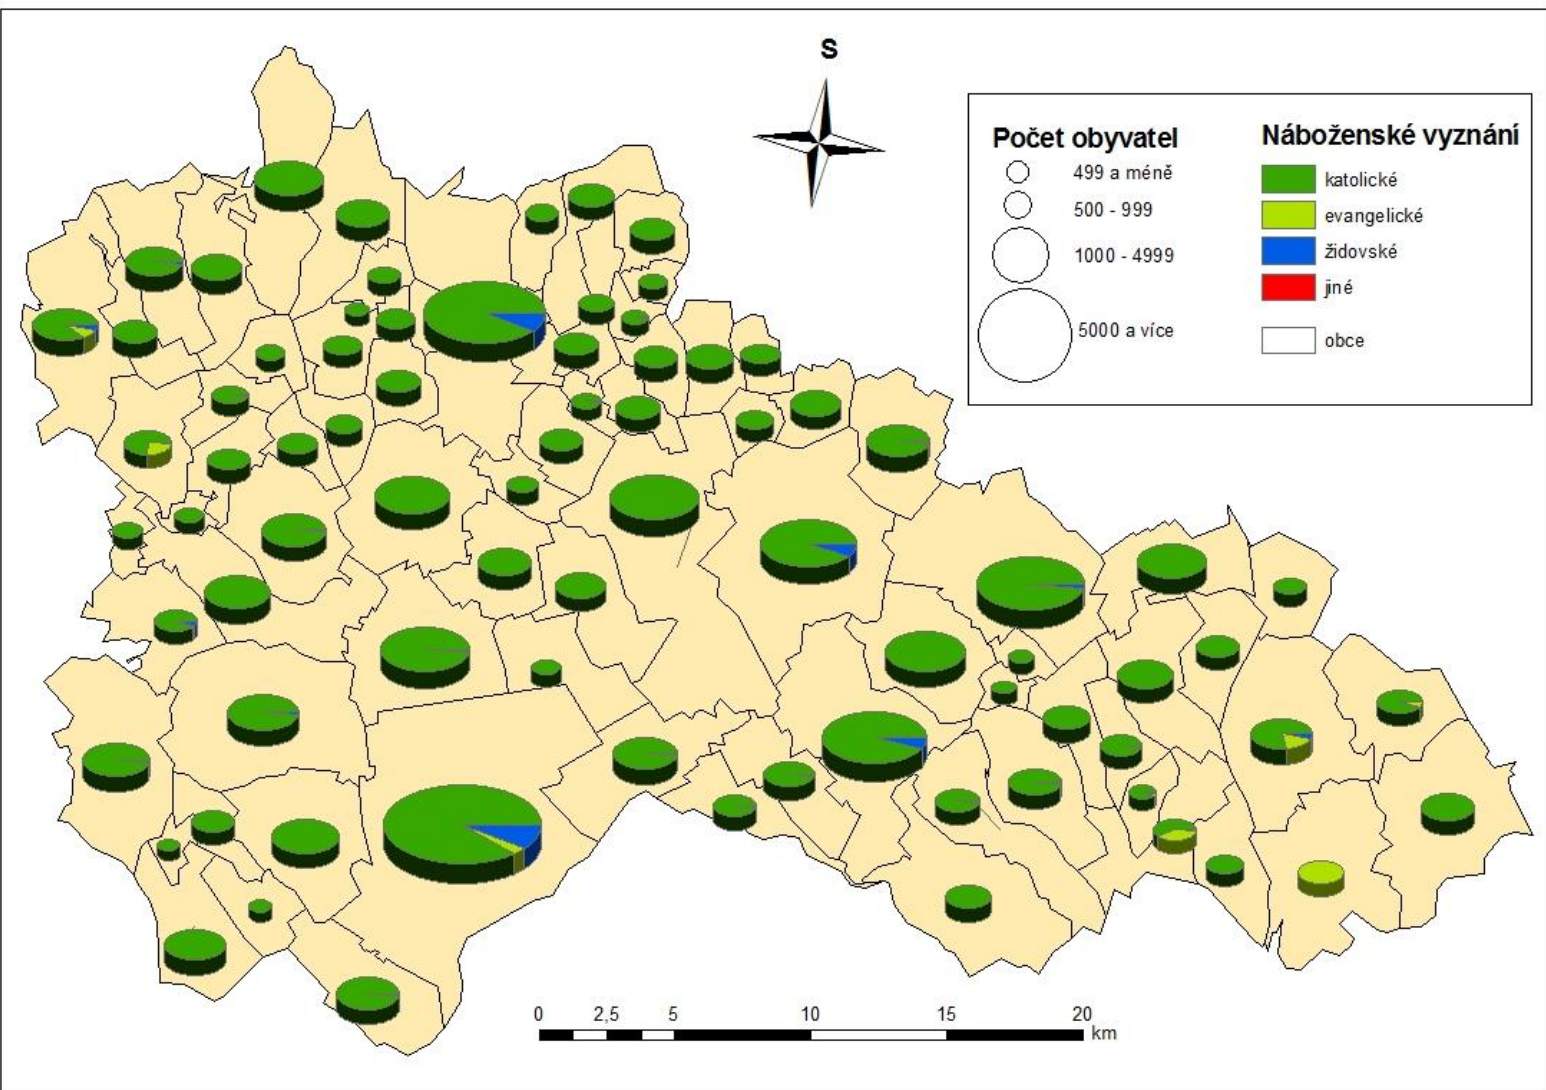 S
Počet obyvatel
499 a méně
500 - 999
1000 - 4999
5000 a více
Náboženské vyznání
katolické
evangelické
židovské
jiné
obce
0 2,5 5 10 15 20
km